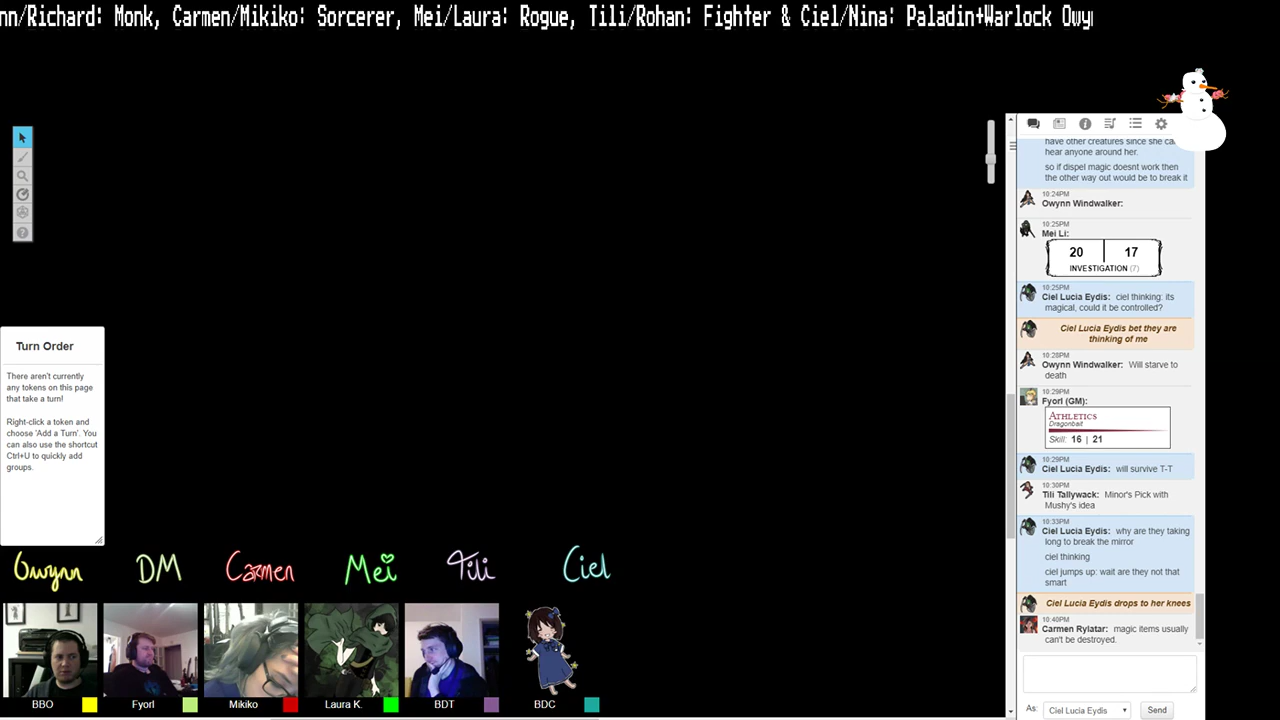 nn/Richard: Monk, Carmen/Mikiko: Sorcerer, Mei/Laura: Rogue, Tili/Rohan: Fighter & Ciel/Nina: Paladin+Warlock Owy
have other creatures since she
hear anyone around her.
so if dispel magic doesnt work then
the other way out would be to break it
10:24PM
Owynn Windwalker:
10:25PM
Mei Li:
20 17
INVESTIGATION (7)
10:25PM
Ciel Lucia Eydis: ciel thinking: its
magical, could it be controlled?
Ciel Lucia Eydis bet they are
thinking of me
10:28PM
Owynn Windwalker: Will starve to
death
10:29PM
Fyorl (GM):
ATHLETICS
Dragonbait
Skill: 16 | 21
10:29PM
Ciel Lucia Eydis: will survive T-T
10:30PM
Tili Tallywack: Minor's Pick with
Mushy's idea
10:33PM
Ciel Lucia Eydis: why are they taking
long to break the mirror
ciel thinking
ciel jumps up: wait are they not that
smart
Ciel Lucia Eydis drops to her knees
10:40PM
Carmen Rylatar: magic items usually
can't be destroyed.
As: Ciel Lucia Eydis Send
Turn Order
There aren't currently
any tokens on this page
that take a turn!
Right-click a token and
choose 'Add a Turn'. You
can also use the shortcut
Ctrl+U to quickly add
groups.
Owynn DM Carmen Mei Tili Ciel
BBO Fyorl Mikiko Laura K. BDT BDC